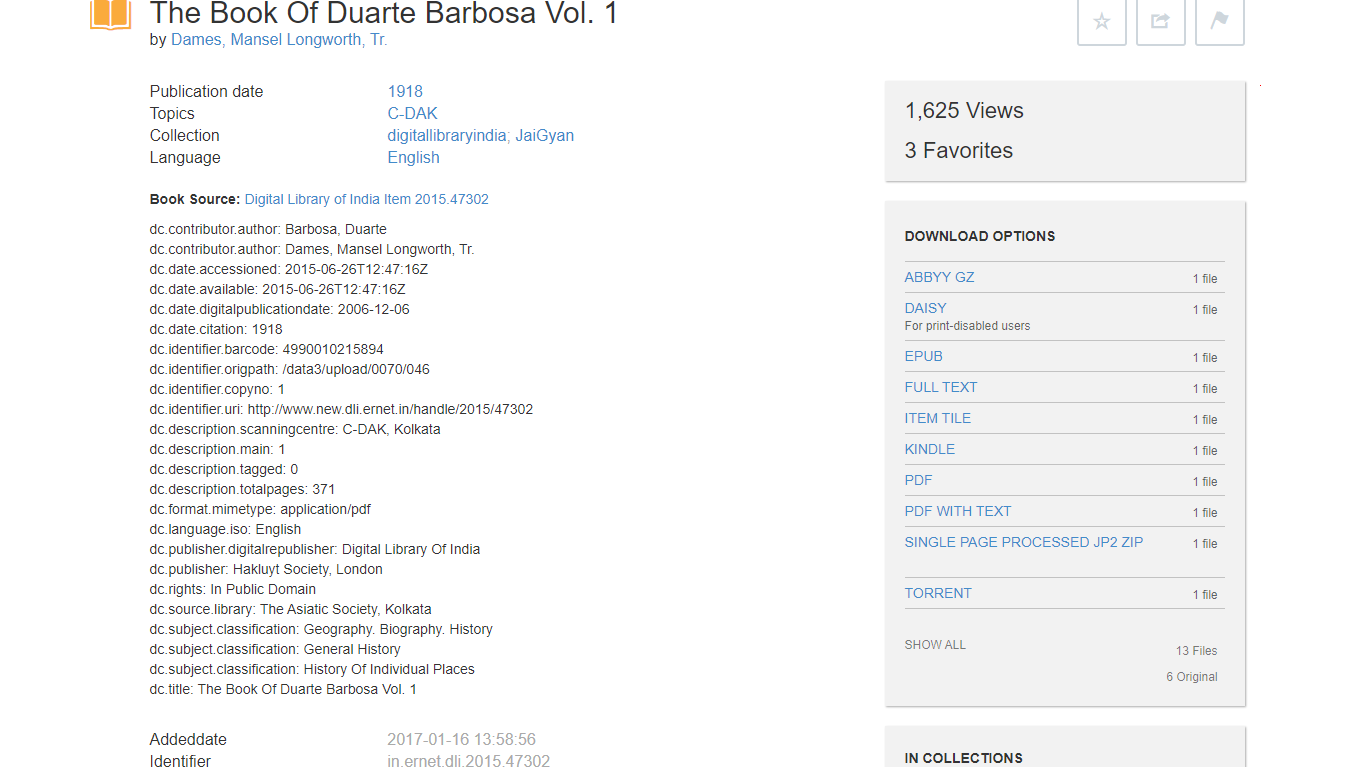 The Book Of Duarte Barbosa Vol. 1
by Dames, Mansel Longworth, Tr.
Publication date 1918
Topics C-DAK
Collection digitallibraryindia; JaiGyan
Language English
Book Source: Digital Library of India Item 2015.47302
dc.contributor.author: Barbosa, Duarte
dc.contributor.author: Dames, Mansel Longworth, Tr.
dc.date.accessioned: 2015-06-26T12:47:16Z
dc.date.available: 2015-06-26T12:47:16Z
dc.date.digitalpublicationdate: 2006-12-06
dc.date.citation: 1918
dc.identifier.barcode: 4990010215894
dc.identifier.origpath: /data3/upload/0070/046
dc.identifier.copyno: 1
dc.identifier.uri: http://www.new.dli.ernet.in/handle/2015/47302
dc.description.scanningcentre: C-DAK, Kolkata
dc.description.main: 1
dc.description.tagged: 0
dc.description.totalpages: 371
dc.format.mimetype: application/pdf
dc.language.iso: English
dc.publisher.digitalrepublisher: Digital Library Of India
dc.publisher: Hakluyt Society, London
dc.rights: In Public Domain
dc.source.library: The Asiatic Society, Kolkata
dc.subject.classification: Geography. Biography. History
dc.subject.classification: General History
dc.subject.classification: History Of Individual Places
dc.title: The Book Of Duarte Barbosa Vol. 1
Addeddate 2017-01-16 13:58:56
Identifier in.ernet.dli.2015.47302
1,625 Views
3 Favorites
DOWNLOAD OPTIONS
ABBYY GZ 1 file
DAISY 1 file
For print-disabled users
EPUB 1 file
FULL TEXT 1 file
ITEM TILE 1 file
KINDLE 1 file
PDF 1 file
PDF WITH TEXT 1 file
SINGLE PAGE PROCESSED JP2 ZIP 1 file
TORRENT 1 file
SHOW ALL 13 Files
6 Original
IN COLLECTIONS